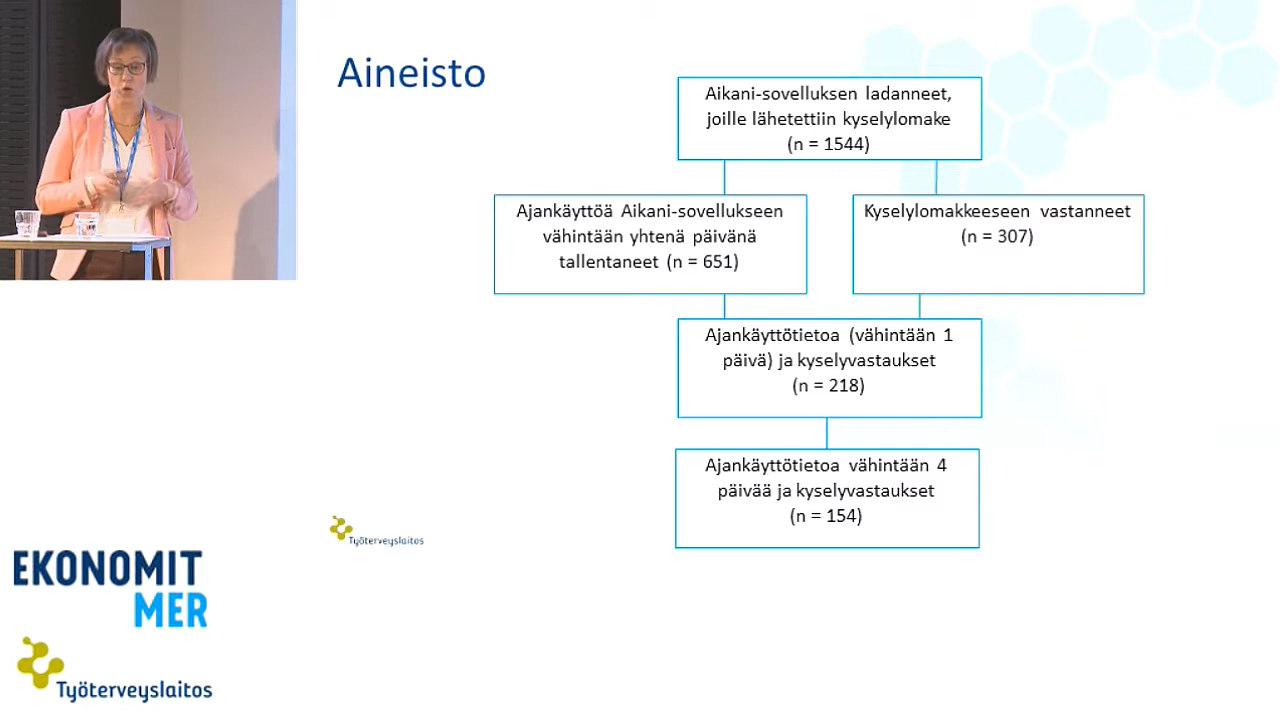 Aineisto
Aikani-sovelluksen ladanneet,
joille lähetettiin kyselylomake
(n = 1544)
Ajankäyttöä Aikani-sovellukseen
vähintään yhtenä päivänä
tallentaneet (n = 651)
Kyselylomakkeeseen vastanneet
(n = 307)
Ajankäyttötietoa (vähintään 1
päivä) ja kyselyvastaukset
(n = 218)
Ajankäyttötietoa vähintään 4
päivää ja kyselyvastaukset
(n = 154)
Työterveyslaitos
EKONOMIT
MER
Työterveyslaitos